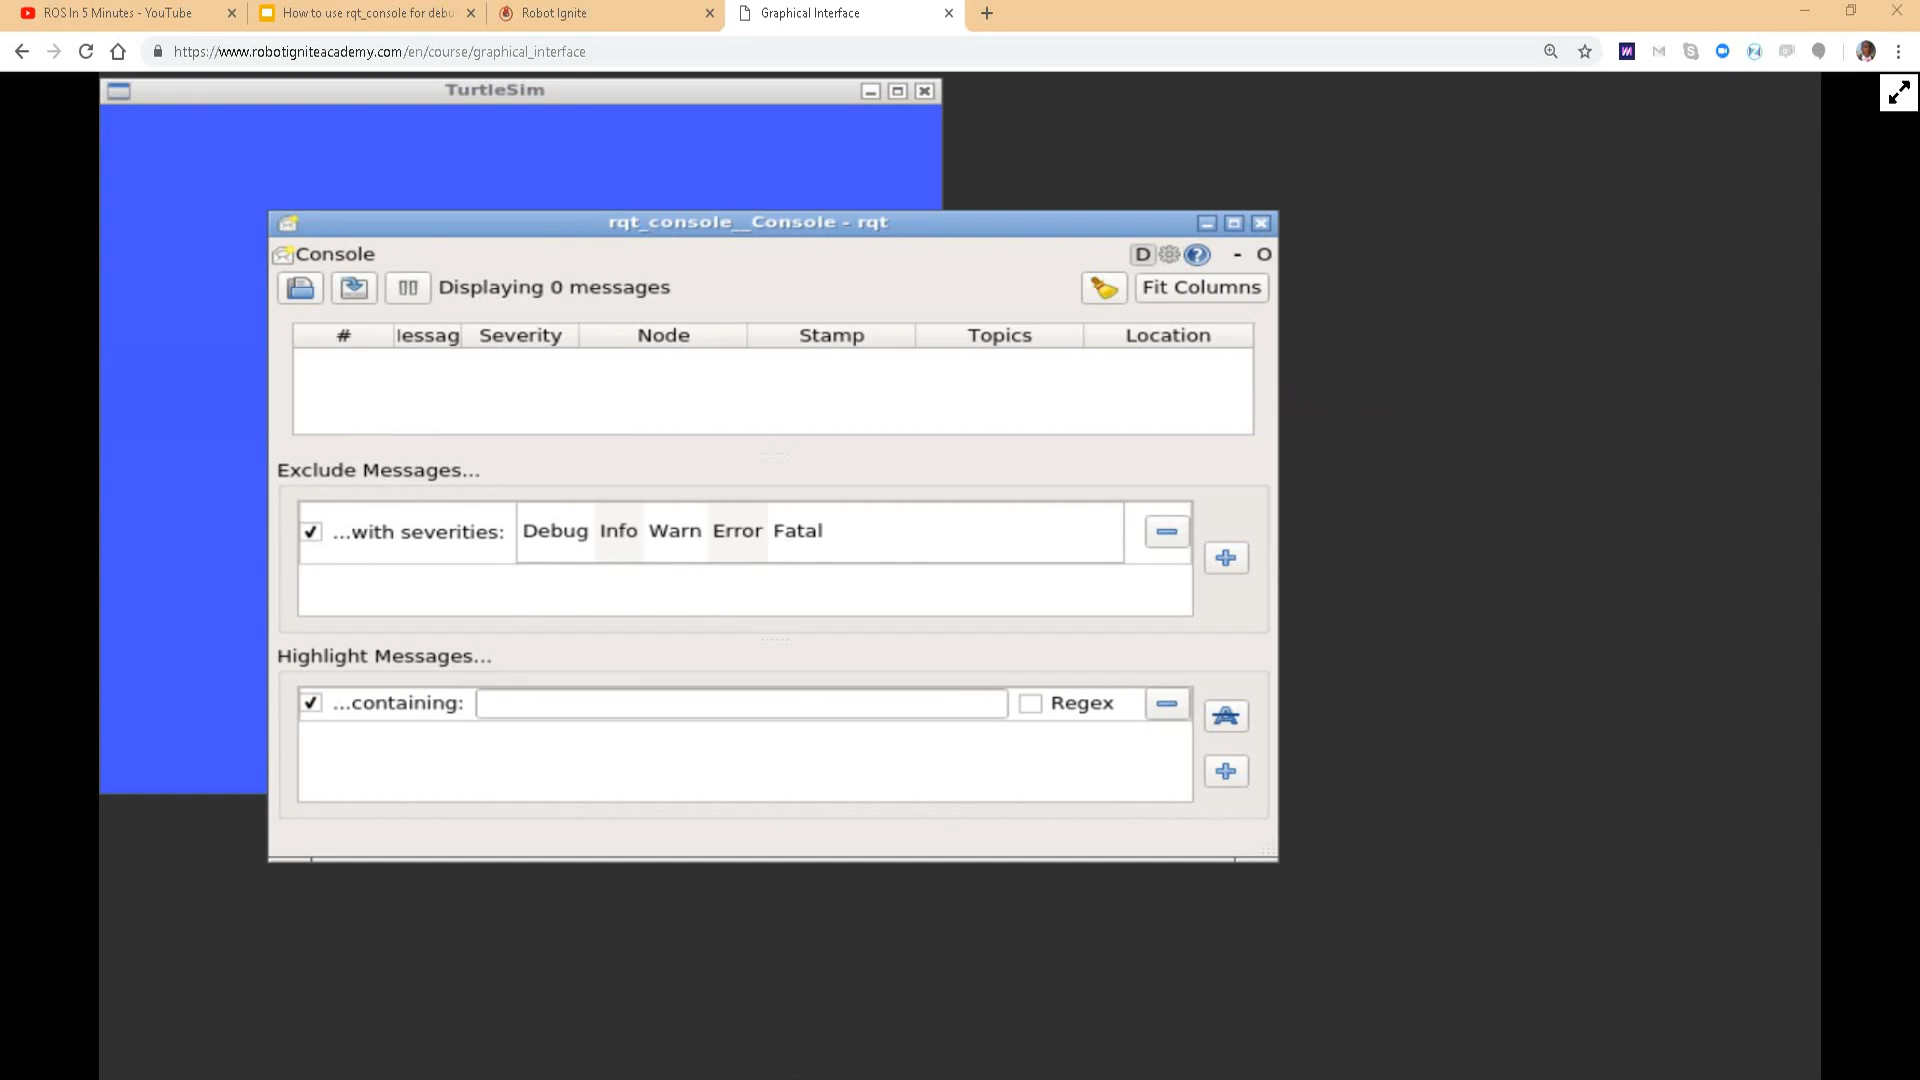 ROS In 5 Minutes - YouTube
How to use rqt_console for debu
Robot Ignite
Graphical Interface
https://www.robotigniteacademy.com/en/course/graphical_interface
TurtleSim
rqt_console__Console - rqt
Console
D
- O
Displaying 0 messages
Fit Columns
# lessag Severity Node Stamp Topics Location
Exclude Messages...
...with severities: Debug Info Warn Error Fatal
Highlight Messages...
...containing: Regex